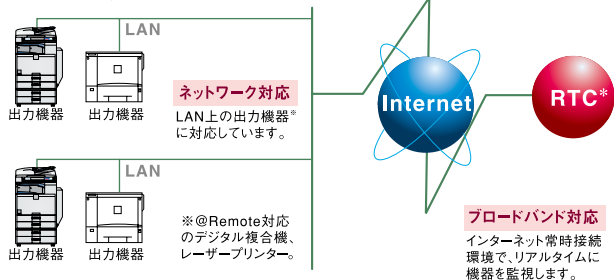 LAN
出力機器 出力機器
ネットワーク対応
LAN上の出力機器※
に対応しています。
Internet
RTC*
LAN
出力機器 出力機器
※@Remote対応
のデジタル複合機、
レーザープリンター。
ブロードバンド対応
インターネット常時接続
環境で、リアルタイムに
機器を監視します。